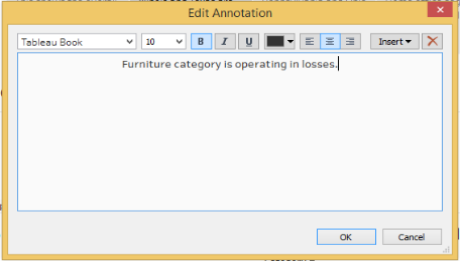 Edit Annotation
Tableau Book 10 B I U Insert
Furniture category is operating in losses.
OK Cancel